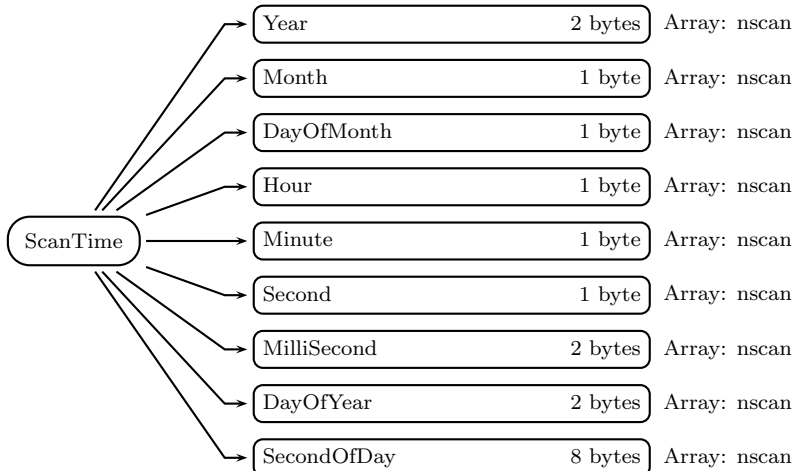 Year 2 bytes Array: nscan
Month 1 byte Array: nscan
DayOfMonth 1 byte Array: nscan
Hour 1 byte Array: nscan
ScanTime Minute 1 byte Array: nscan
Second 1 byte Array: nscan
MilliSecond 2 bytes Array: nscan
DayOfYear 2 bytes Array: nscan
SecondOfDay 8 bytes Array: nscan